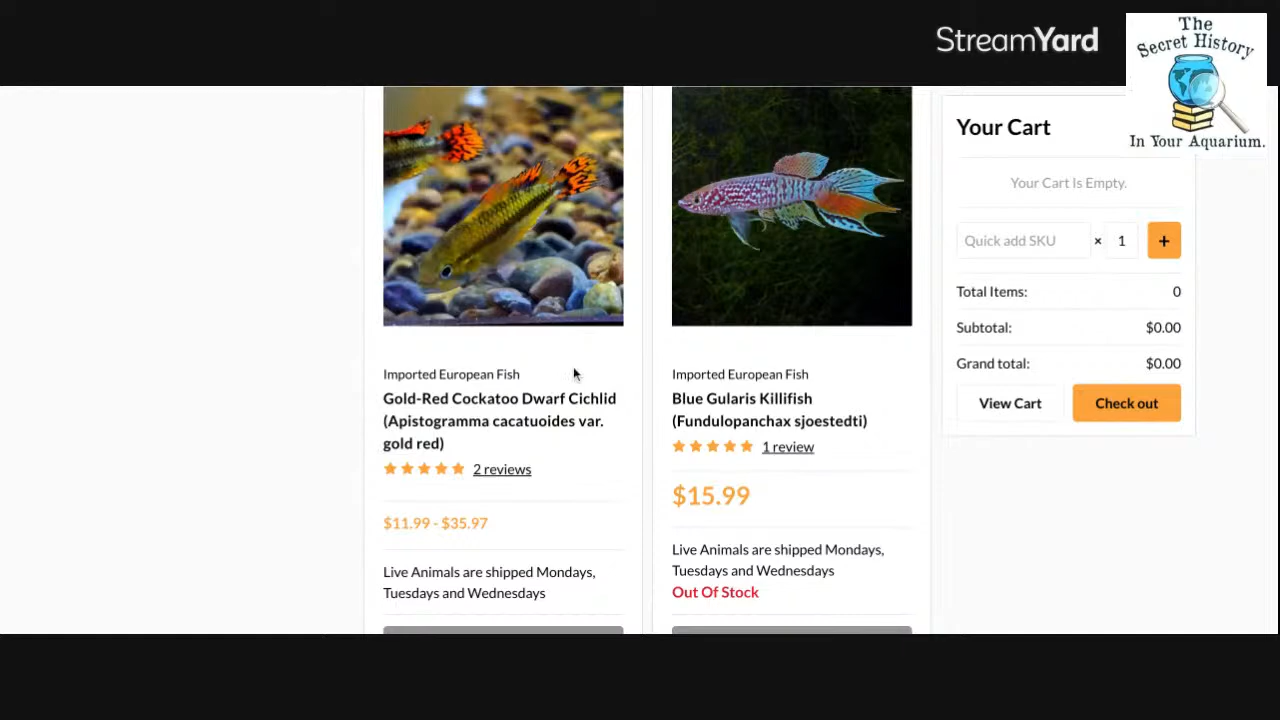 StreamYard
The
Secret History
In Your Aquarium.
Imported European Fish
Gold-Red Cockatoo Dwarf Cichlid
(Apistogramma cacatuoides var.
gold red)
2 reviews
$11.99 - $35.97
Live Animals are shipped Mondays,
Tuesdays and Wednesdays
Imported European Fish
Blue Gularis Killifish
(Fundulopanchax sjoestedti)
1 review
$15.99
Live Animals are shipped Mondays,
Tuesdays and Wednesdays
Out Of Stock
Your Cart
Your Cart Is Empty.
Quick add SKU × 1 +
Total Items: 0
Subtotal: $0.00
Grand total: $0.00
View Cart Check out